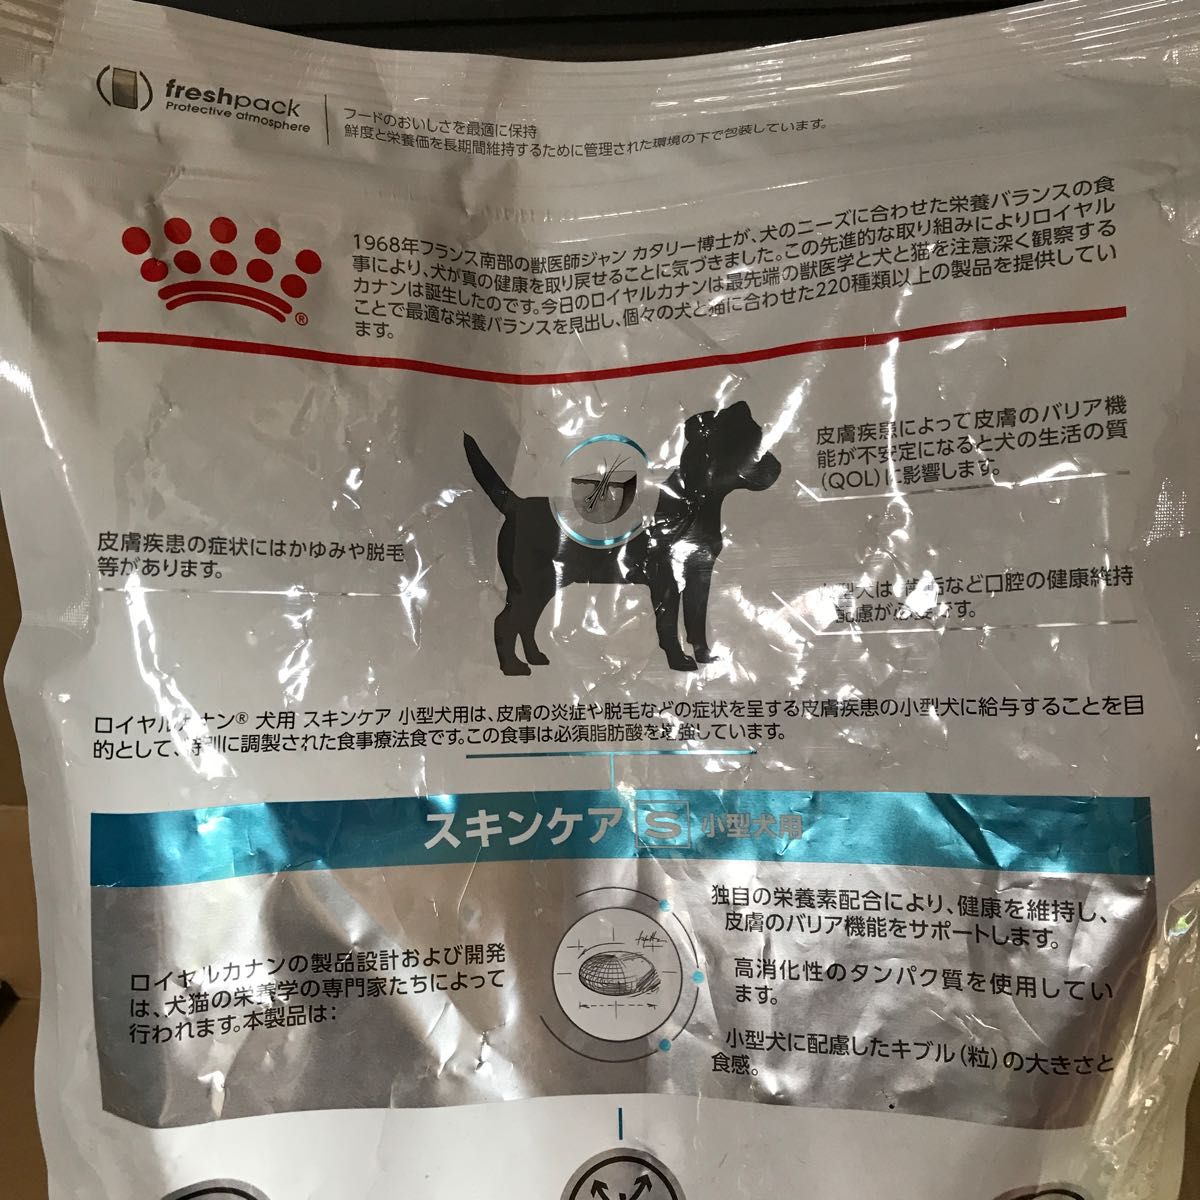 freshpack
Protective atmosphere
フードのおいしさを最適に保持
鮮度と栄養価を長期間維持するために管理された環境の下で包装しています。
1968年フランス南部の獣医師ジャン カタリー博士が、犬のニーズに合わせた栄養バランスの食
事により、犬が真の健康を取り戻せることに気づきました。この先進的な取り組みによりロイヤル
カナンは誕生したのです。今日のロイヤルカナンは最先端の獣医学と犬と猫を注意深く観察する
ことで最適な栄養バランスを見出し、個々の犬と猫に合わせた220種類以上の製品を提供してい
ます。
®
皮膚疾患によって皮膚のバリア機
能が不安定になると犬の生活の質
(QOL)に影響します。
皮膚疾患の症状にはかゆみや脱毛
等があります。
小型犬は など口腔の健康維持
配慮が必要です。
ロイヤルカナン® 犬用 スキンケア 小型犬用は、皮膚の炎症や脱毛などの症状を呈する皮膚疾患の小型犬に給与することを目
的として、特別に調製された食事療法食です。この食事は必須脂肪酸を増強しています。
スキンケア S 小型犬用
独自の栄養素配合により、健康を維持し、
皮膚のバリア機能をサポートします。
ロイヤルカナンの製品設計および開発
は、犬猫の栄養学の専門家たちによって
行われます。本製品は:
高消化性のタンパク質を使用してい
ます。
小型犬に配慮したキブル(粒)の大きさと
食感。